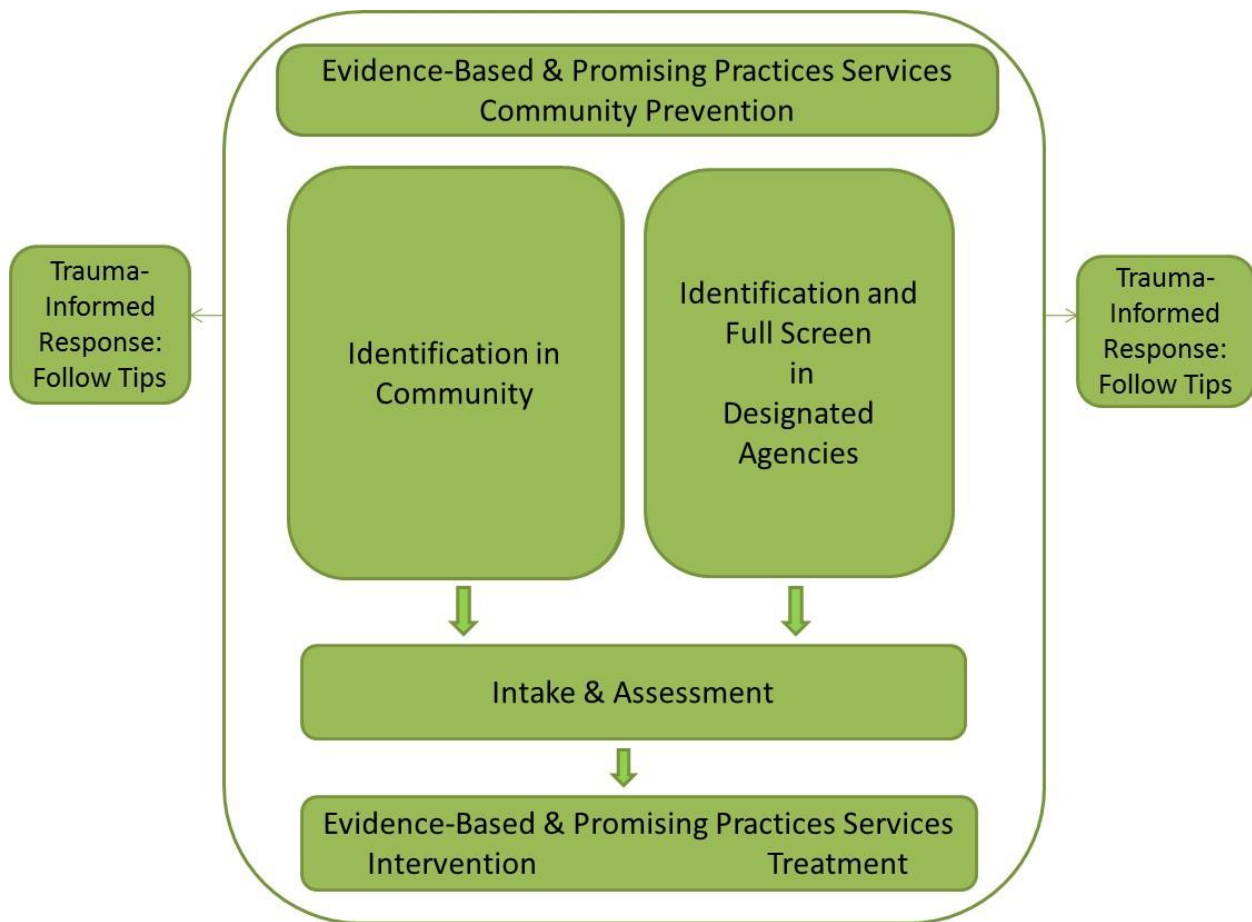 Evidence-Based & Promising Practices Services
Community Prevention
Trauma-
Informed
Response:
Follow Tips
Identification in
Community
Identification and
Full Screen
in
Designated
Agencies
Trauma-
Informed
Response:
Follow Tips
Intake & Assessment
Evidence-Based & Promising Practices Services
Intervention Treatment